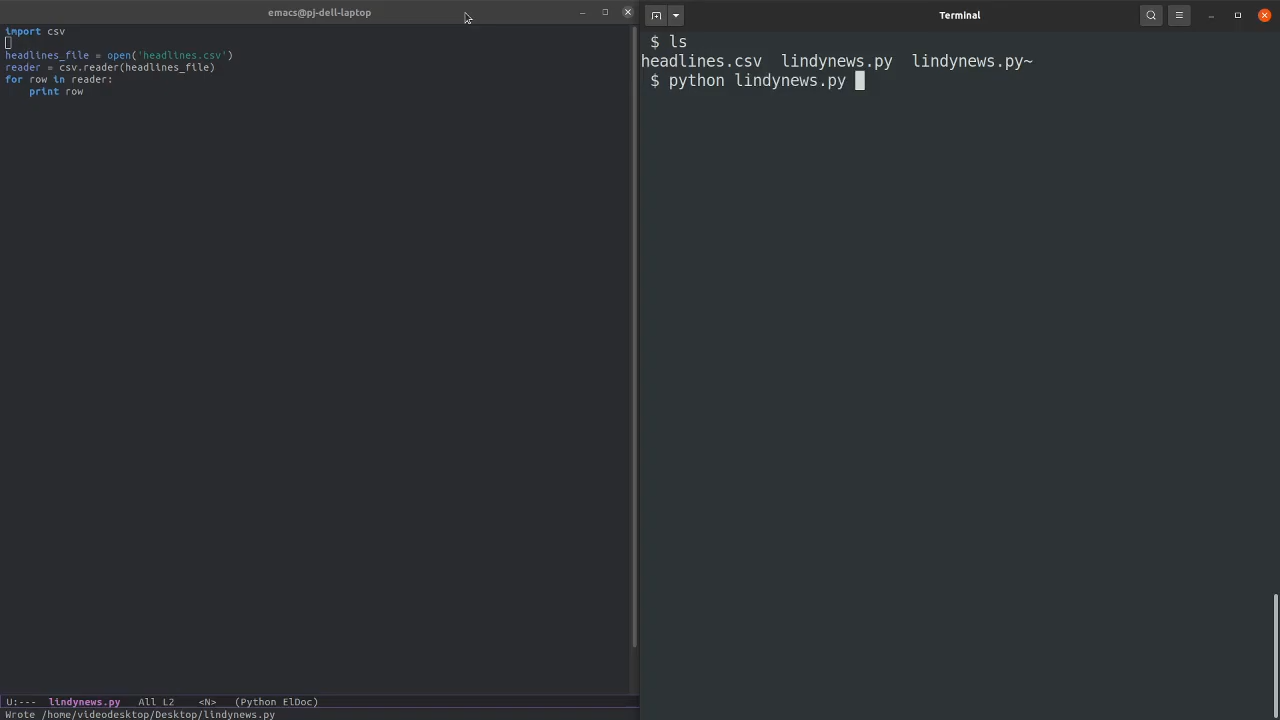 emacs@pj-dell-laptop
import csv
headlines_file = open('headlines.csv')
reader = csv.reader(headlines_file)
for row in reader:
    print row
U:---  lindynews.py   All L2    <N>   (Python ElDoc)
Wrote /home/videodesktop/Desktop/lindynews.py
Terminal
$ ls
headlines.csv  lindynews.py  lindynews.py~
$ python lindynews.py